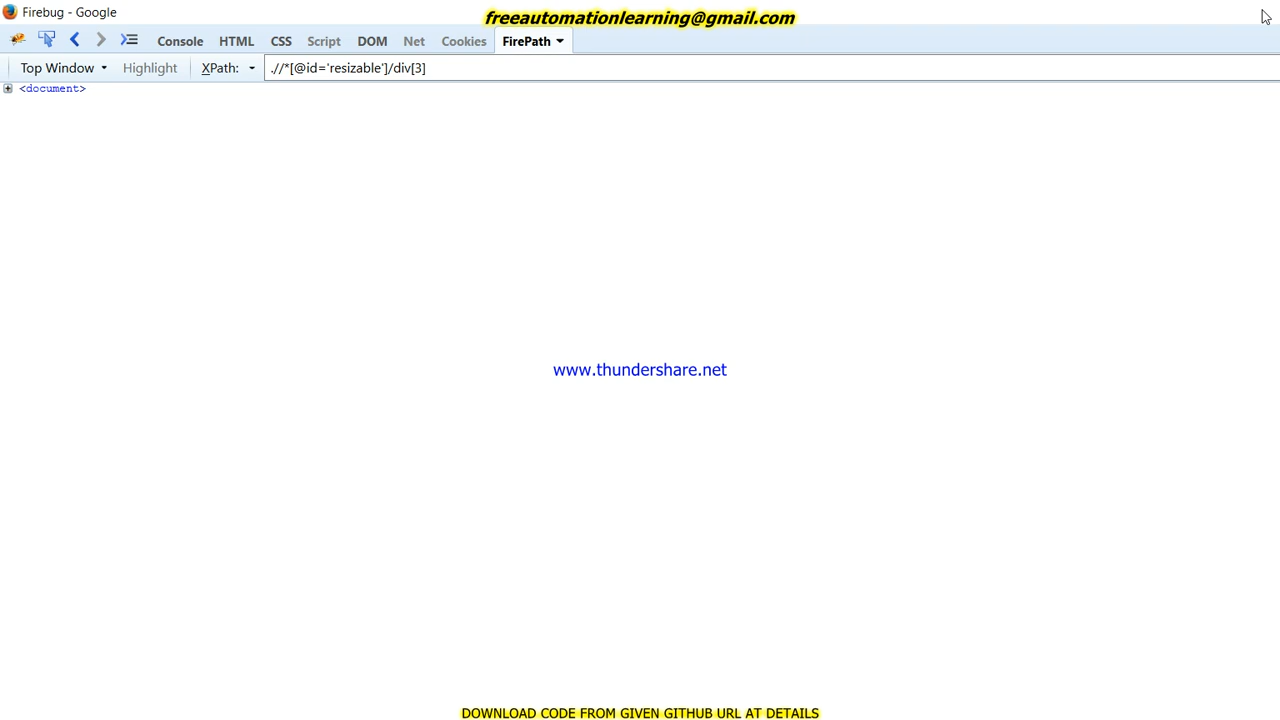 Firebug - Google
freeautomationlearning@gmail.com
Console HTML CSS Script DOM Net Cookies FirePath
Top Window Highlight XPath: .//*[@id='resizable']/div[3]
<document>
www.thundershare.net
DOWNLOAD CODE FROM GIVEN GITHUB URL AT DETAILS